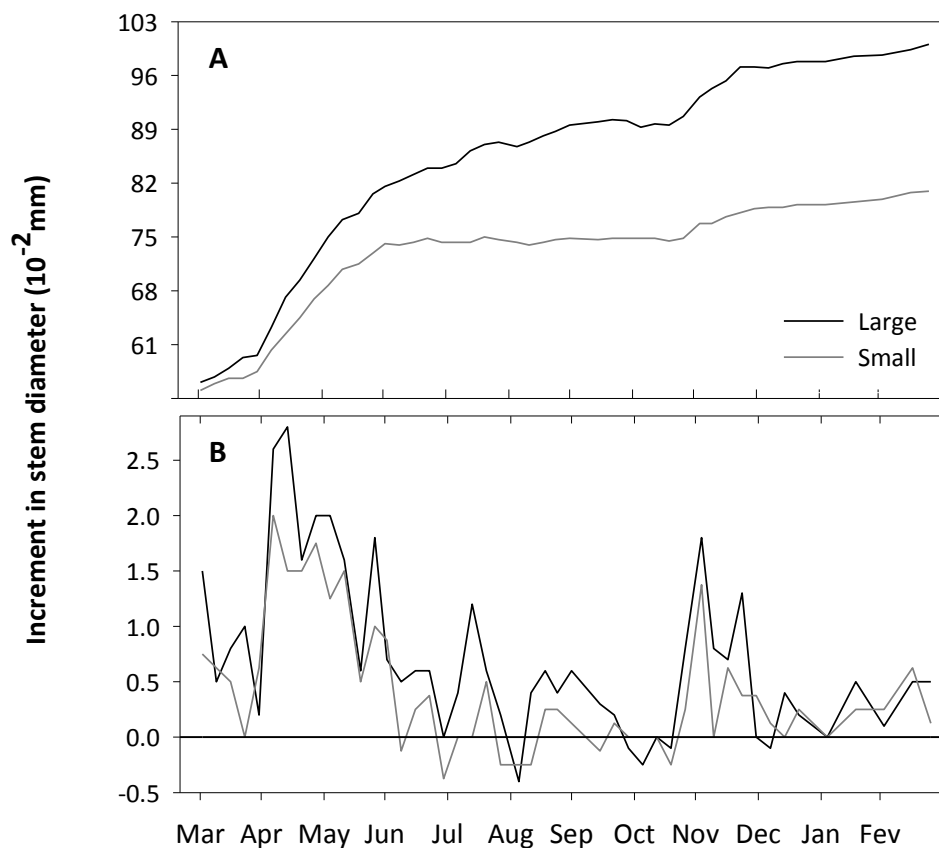 Increment in stem diameter (10-2 mm)
A
103
96
89
82
75
68
61
Large
Small
B
2.5
2.0
1.5
1.0
0.5
0.0
-0.5
Mar Apr May Jun Jul Aug Sep Oct Nov Dec Jan Fev